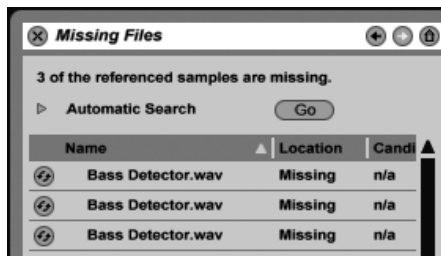 Missing Files
3 of the referenced samples are missing.
Automatic Search Go
Name Location Candi
Bass Detector.wav Missing n/a
Bass Detector.wav Missing n/a
Bass Detector.wav Missing n/a